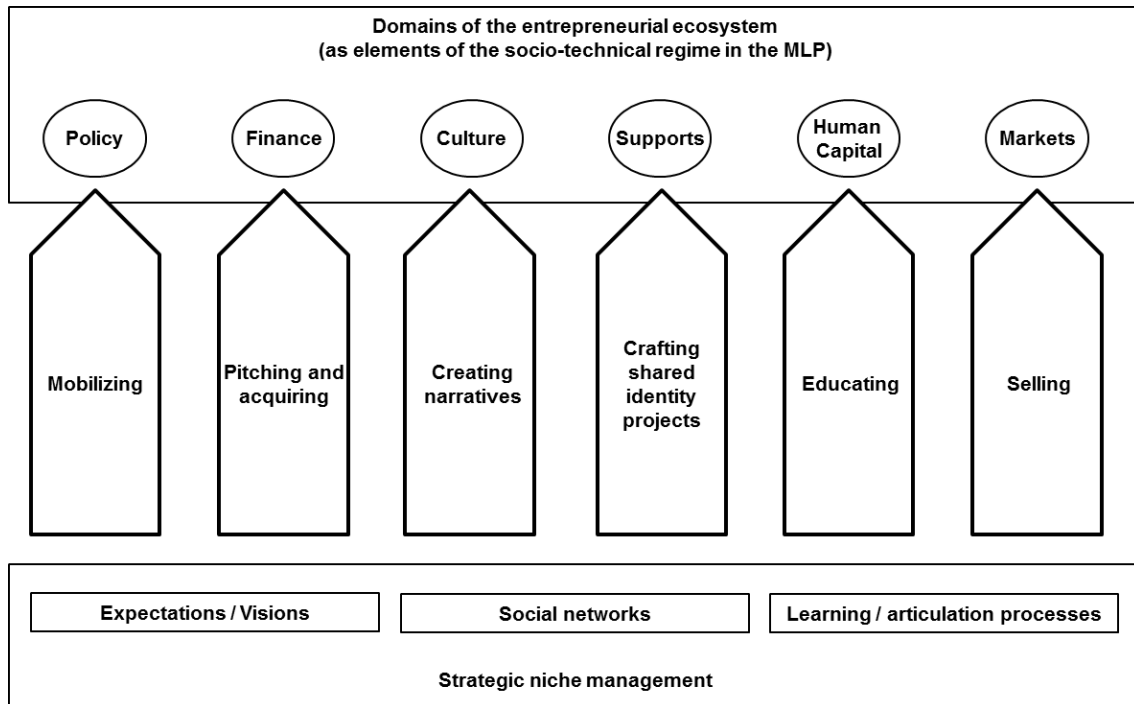 Domains of the entrepreneurial ecosystem
(as elements of the socio-technical regime in the MLP)
Policy
Finance
Culture
Supports
Human
Capital
Markets
Mobilizing
Pitching and
acquiring
Creating
narratives
Crafting
shared
identity
projects
Educating
Selling
Expectations / Visions
Social networks
Learning / articulation processes
Strategic niche management